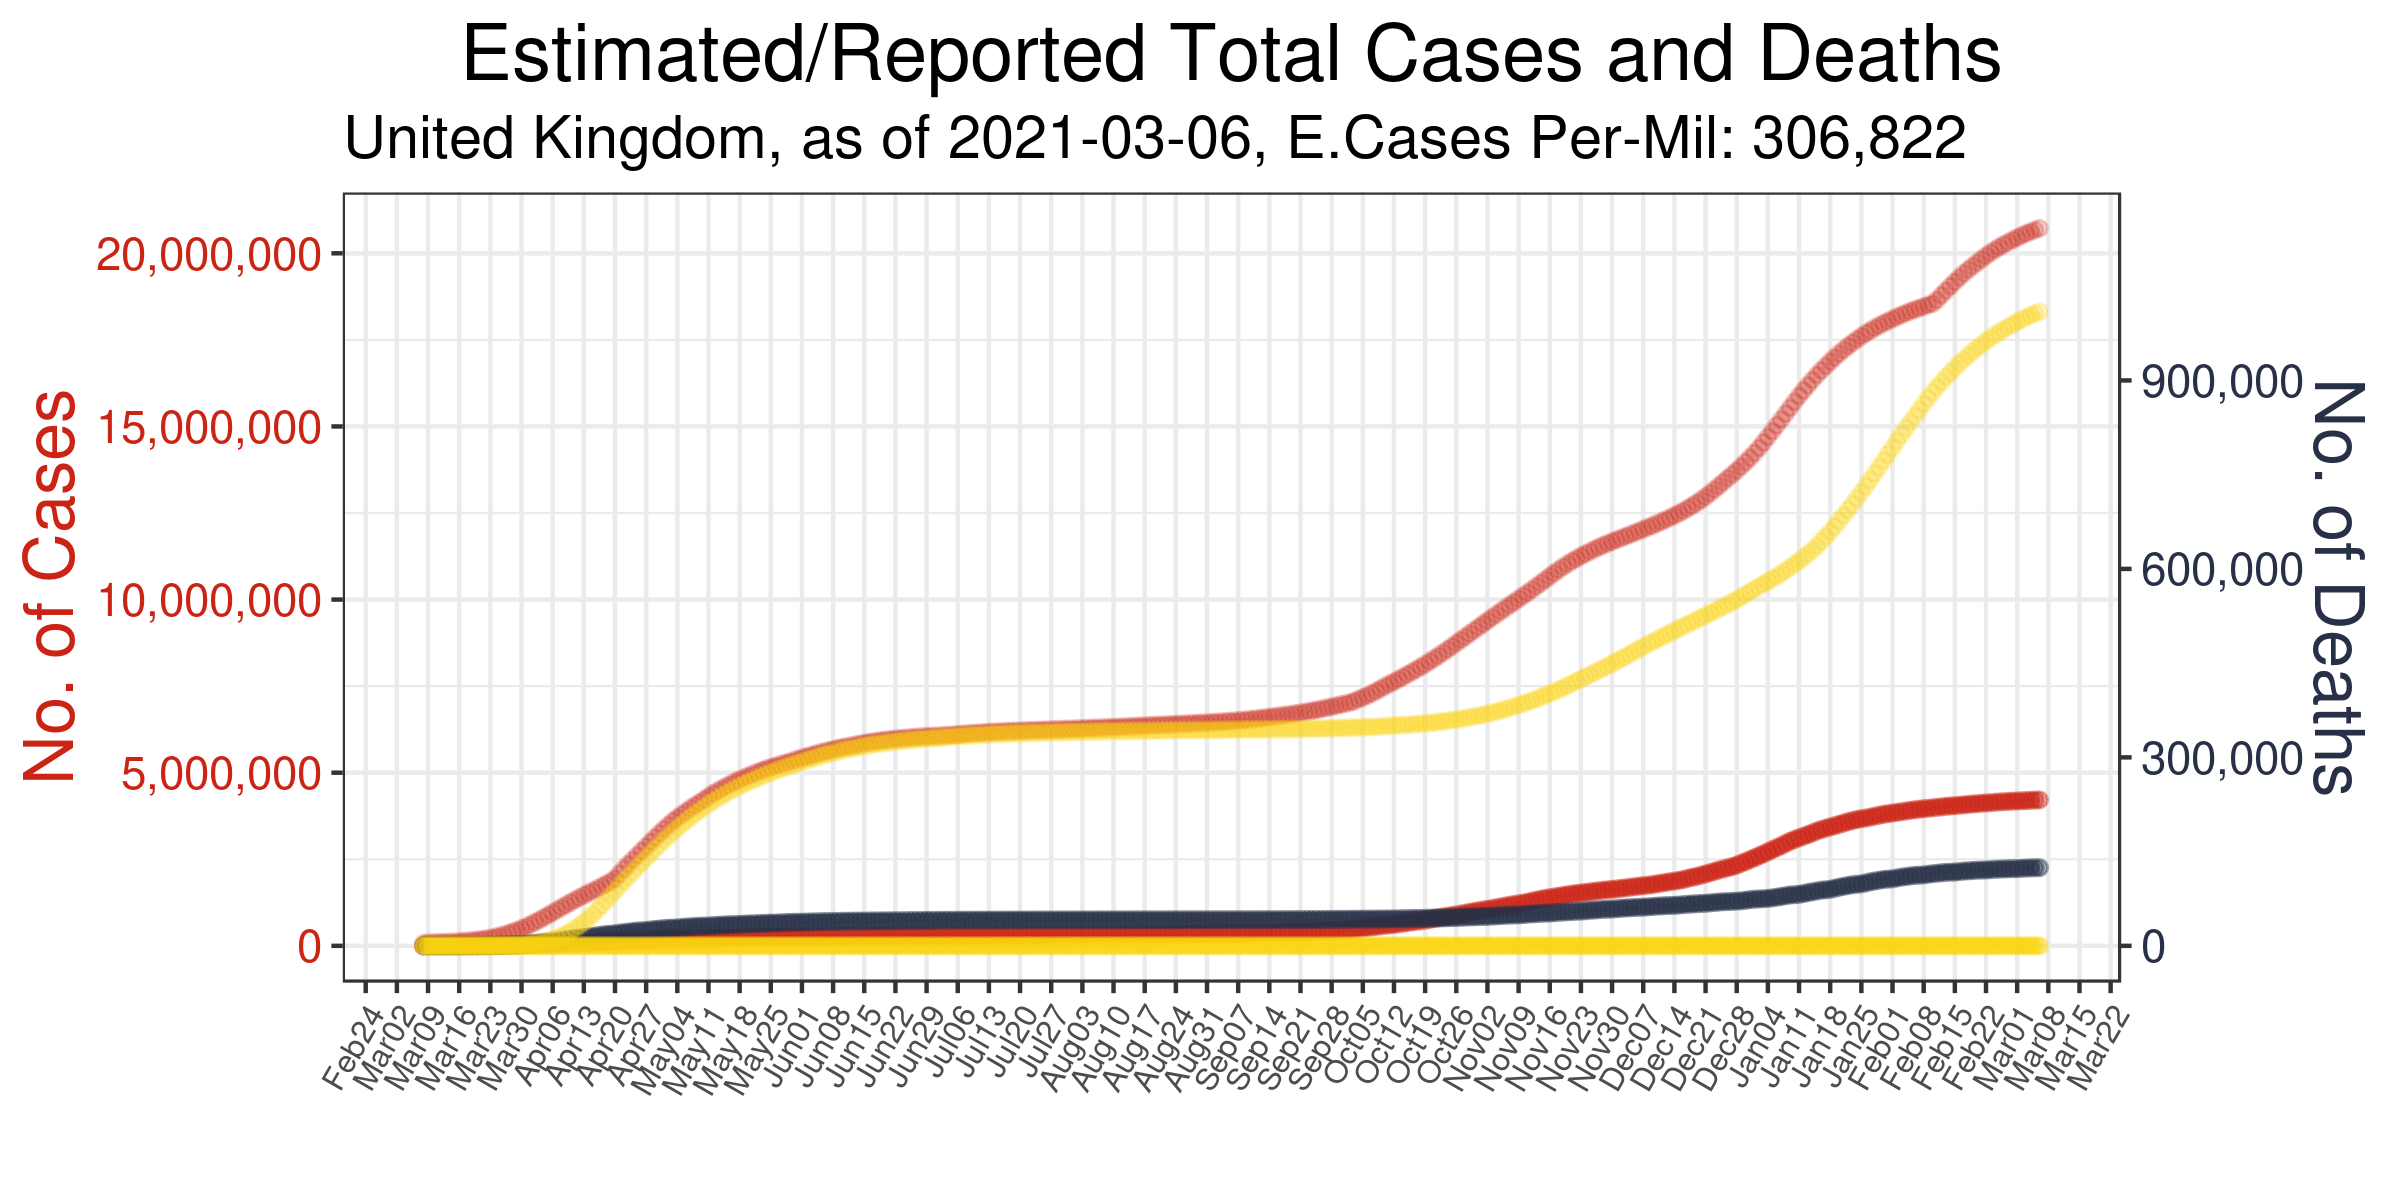 Estimated/Reported Total Cases and Deaths
United Kingdom, as of 2021-03-06, E.Cases Per-Mil: 306,822
No. of Cases
20,000,000
15,000,000
10,000,000
5,000,000
0
No. of Deaths
900,000
600,000
300,000
0
Feb24
Mar02
Mar09
Mar16
Mar23
Mar30
Apr06
Apr13
Apr20
Apr27
May04
May11
May18
May25
Jun01
Jun08
Jun15
Jun22
Jun29
Jul06
Jul13
Jul20
Jul27
Aug03
Aug10
Aug17
Aug24
Aug31
Sep07
Sep14
Sep21
Sep28
Oct05
Oct12
Oct19
Oct26
Nov02
Nov09
Nov16
Nov23
Nov30
Dec07
Dec14
Dec21
Dec28
Jan04
Jan11
Jan18
Jan25
Feb01
Feb08
Feb15
Feb22
Mar01
Mar08
Mar15
Mar22